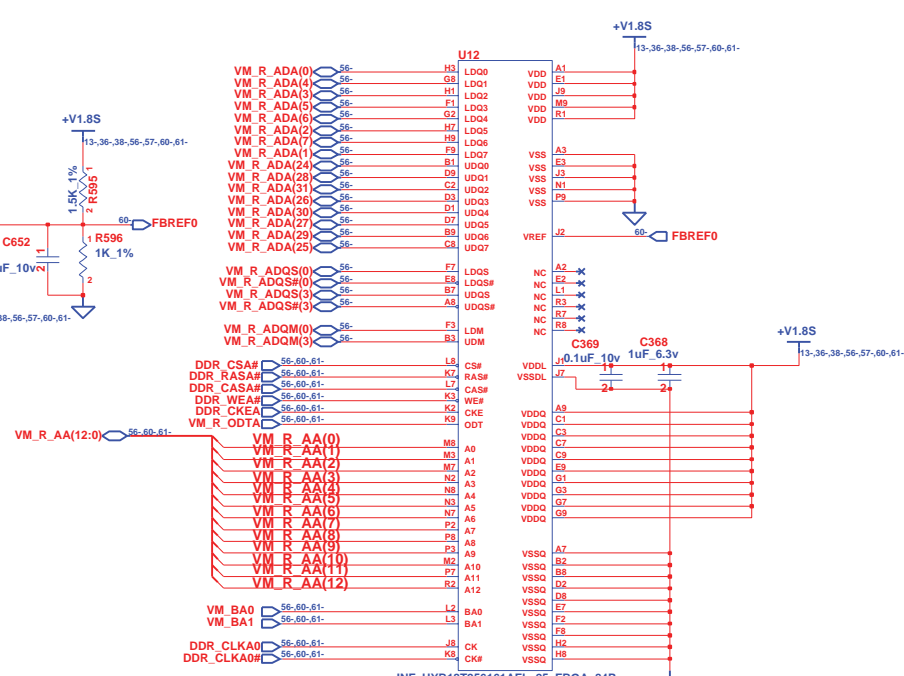 +V1.8S
13-,36-,38-,56-,57-,60-,61-
U12
VM_R_ADA(0) 56- H3 LDQ0 VDD A1
VM_R_ADA(4) 56- G8 LDQ1 VDD E1
VM_R_ADA(3) 56- H1 LDQ2 VDD J9
VM_R_ADA(5) 56- F1 LDQ3 VDD M9
VM_R_ADA(6) 56- G2 LDQ4 VDD R1
VM_R_ADA(2) 56- H7 LDQ5
VM_R_ADA(7) 56- H9 LDQ6
VM_R_ADA(1) 56- F9 LDQ7 VSS A3
VM_R_ADA(24) 56- B1 UDQ0 VSS E3
VM_R_ADA(28) 56- D9 UDQ1 VSS J3
VM_R_ADA(31) 56- C2 UDQ2 VSS N1
VM_R_ADA(26) 56- D3 UDQ3 VSS P9
VM_R_ADA(30) 56- D1 UDQ4
VM_R_ADA(27) 56- D7 UDQ5
VM_R_ADA(29) 56- B9 UDQ6 VREF J2 60- FBREF0
VM_R_ADA(25) 56- C8 UDQ7
+V1.8S
13-,36-,38-,56-,57-,60-,61-
1.5K_1%
R595
1
2
60- FBREF0
C652
1
2
uF_10v
1 R596
1K_1%
2
38-,56-,57-,60-,61-
VM_R_ADQS(0) 56- F7 LDQS NC A2
VM_R_ADQS#(0) 56- E8 LDQS# NC E2
VM_R_ADQS(3) 56- B7 UDQS NC L1
VM_R_ADQS#(3) 56- A8 UDQS# NC R3
NC R7
VM_R_ADQM(0) 56- F3 LDM NC R8
VM_R_ADQM(3) 56- B3 UDM
C369
0.1uF_10v
1
2
C368
1uF_6.3v
1
2
+V1.8S
13-,36-,38-,56-,57-,60-,61-
DDR_CSA# 56-,60-,61- L8 CS# VDDL J1
DDR_RASA# 56-,60-,61- K7 RAS# VSSDL J7
DDR_CASA# 56-,60-,61- L7 CAS#
DDR_WEA# 56-,60-,61- K3 WE#
DDR_CKEA 56-,60-,61- K2 CKE VDDQ A9
VM_R_ODTA 56-,60-,61- K9 ODT VDDQ C1
VM_R_AA(12:0) 56-,60-,61- VDDQ C3
VM_R_AA(0) M8 A0 VDDQ C7
VM_R_AA(1) M3 A1 VDDQ C9
VM_R_AA(2) M7 A2 VDDQ E9
VM_R_AA(3) N2 A3 VDDQ G1
VM_R_AA(4) N8 A4 VDDQ G3
VM_R_AA(5) N3 A5 VDDQ G7
VM_R_AA(6) N7 A6 VDDQ G9
VM_R_AA(7) P2 A7
VM_R_AA(8) P8 A8
VM_R_AA(9) P3 A9 VSSQ A7
VM_R_AA(10) M2 A10 VSSQ B2
VM_R_AA(11) P7 A11 VSSQ B8
VM_R_AA(12) R2 A12 VSSQ D2
VSSQ D8
VM_BA0 56-,60-,61- L2 BA0 VSSQ E7
VM_BA1 56-,60-,61- L3 BA1 VSSQ F2
VSSQ F8
DDR_CLKA0 56-,60-,61- J8 CK VSSQ H2
DDR_CLKA0# 56-,60-,61- K8 CK# VSSQ H8